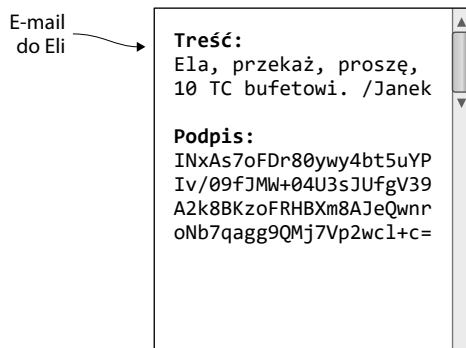 E-mail
do Eli
Treść:
Ela, przekaż, proszę,
10 TC bufetowi. /Janek
Podpis:
INxAs7oFDr80ywy4bt5uYP
Iv/09fJMW+04U3sJUfgV39
A2k8BKzoFRHBXm8AJeQwnr
oNb7qagg9QMj7Vp2wcl+c=